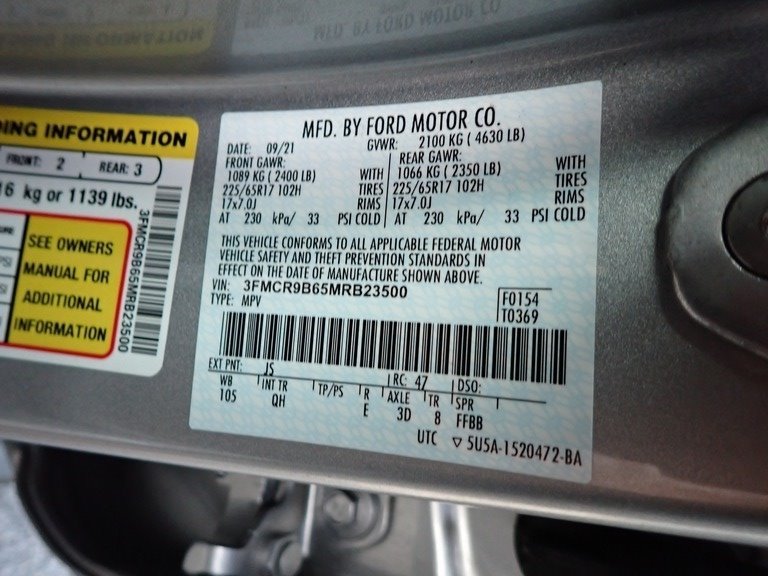 MFD. BY FORD MOTOR CO
ING INFORMATION
FRONT: 2 REAR: 3
kg or 1139 lbs.
SEE OWNERS
MANUAL FOR
ADDITIONAL
INFORMATION
3FMCR9B65MRB23500
MFD. BY FORD MOTOR CO.
DATE: 09/21 GVWR: 2100 KG ( 4630 LB)
FRONT GAWR: REAR GAWR:
1089 KG ( 2400 LB) WITH 1066 KG ( 2350 LB) WITH
225/65R17 102H TIRES 225/65R17 102H TIRES
17x7.0J RIMS 17x7.0J RIMS
AT 230 kPa/ 33 PSI COLD AT 230 kPa/ 33 PSI COLD
THIS VEHICLE CONFORMS TO ALL APPLICABLE FEDERAL MOTOR
VEHICLE SAFETY AND THEFT PREVENTION STANDARDS IN
EFFECT ON THE DATE OF MANUFACTURE SHOWN ABOVE.
VIN: 3FMCR9B65MRB23500
TYPE: MPV
F0154
T0369
EXT PNT: JS RC: 47 DSO:
WB INT TR TP/PS R AXLE TR SPR
105 QH E 3D 8 FFBB
UTC ▽ 5U5A-1520472-BA